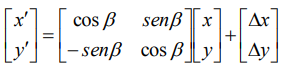 [x′] = [cos β senβ] [x] + [Δx]
[y′] [− senβ cos β] [y] [Δy]